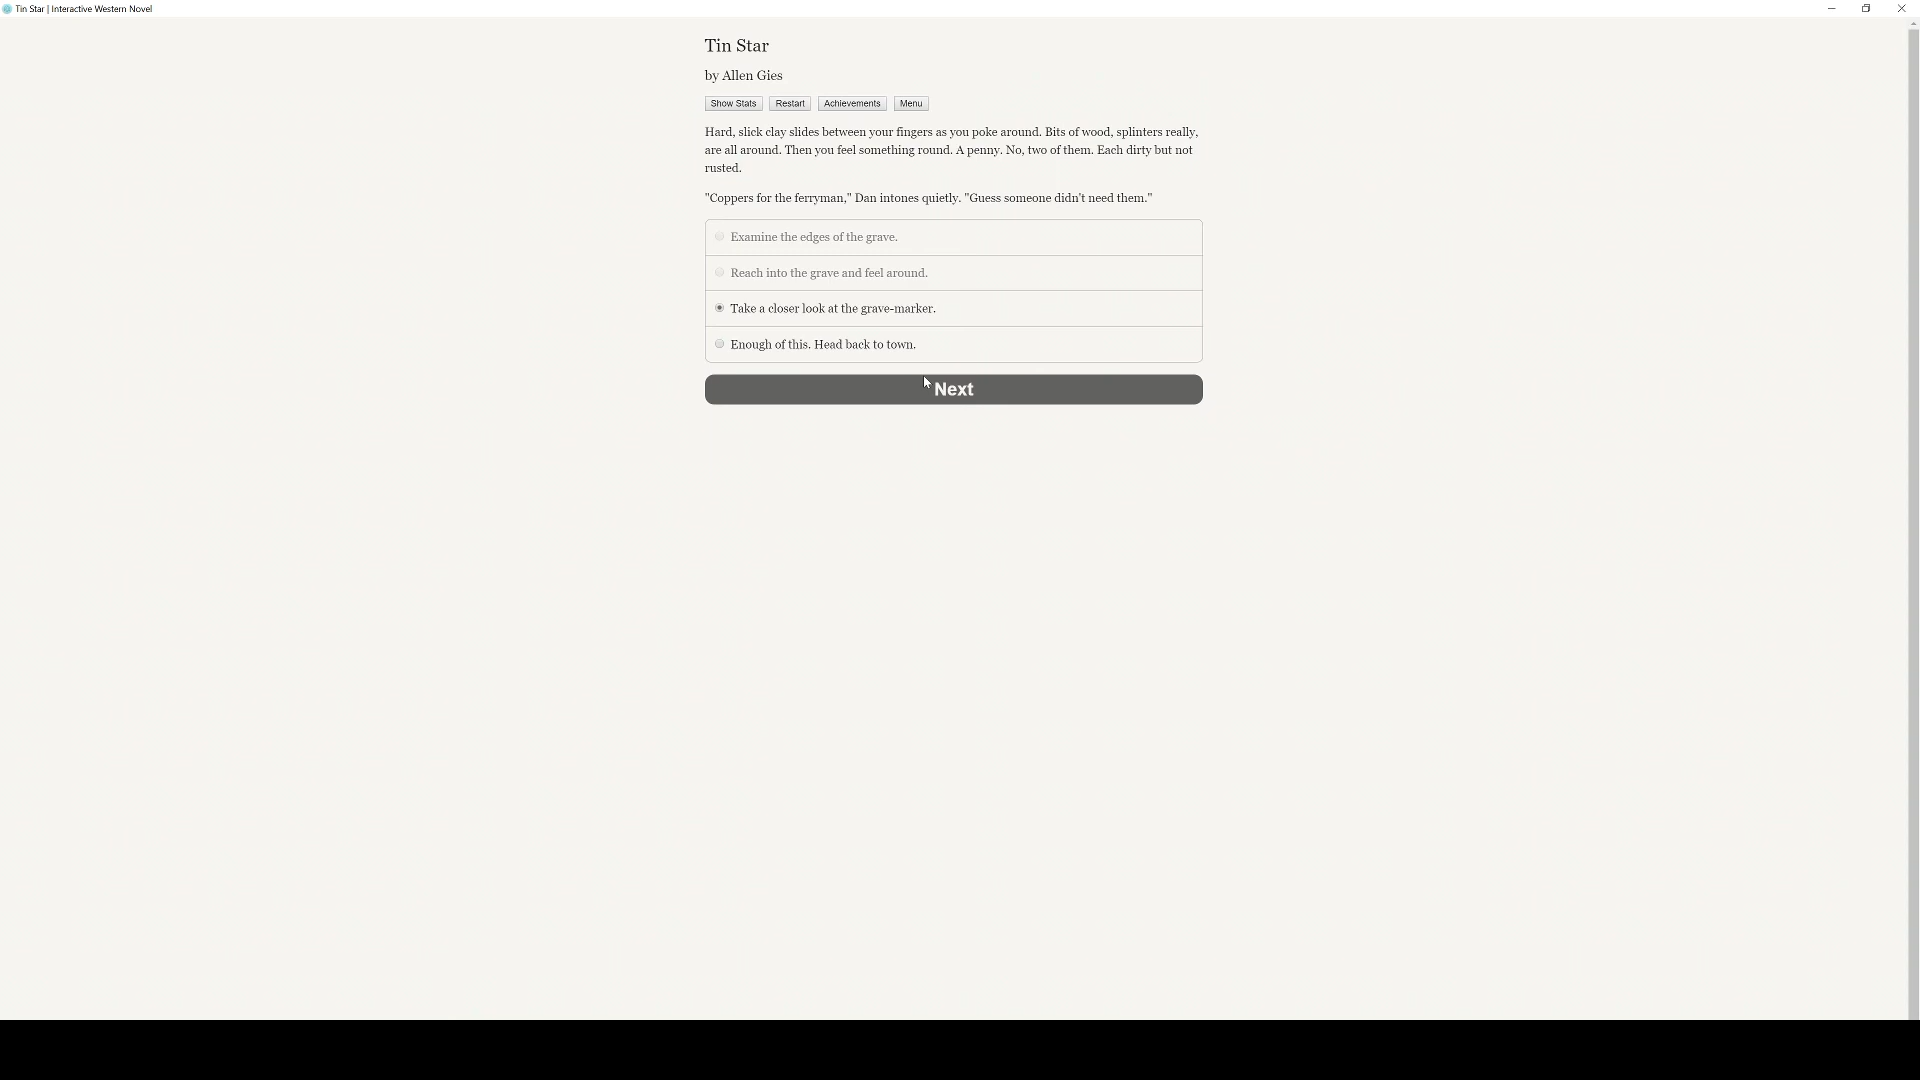 Tin Star | Interactive Western Novel
Tin Star
by Allen Gies
Show Stats Restart Achievements Menu
Hard, slick clay slides between your fingers as you poke around. Bits of wood, splinters really,
are all around. Then you feel something round. A penny. No, two of them. Each dirty but not
rusted.
"Coppers for the ferryman," Dan intones quietly. "Guess someone didn't need them."
Examine the edges of the grave.
Reach into the grave and feel around.
Take a closer look at the grave-marker.
Enough of this. Head back to town.
Next